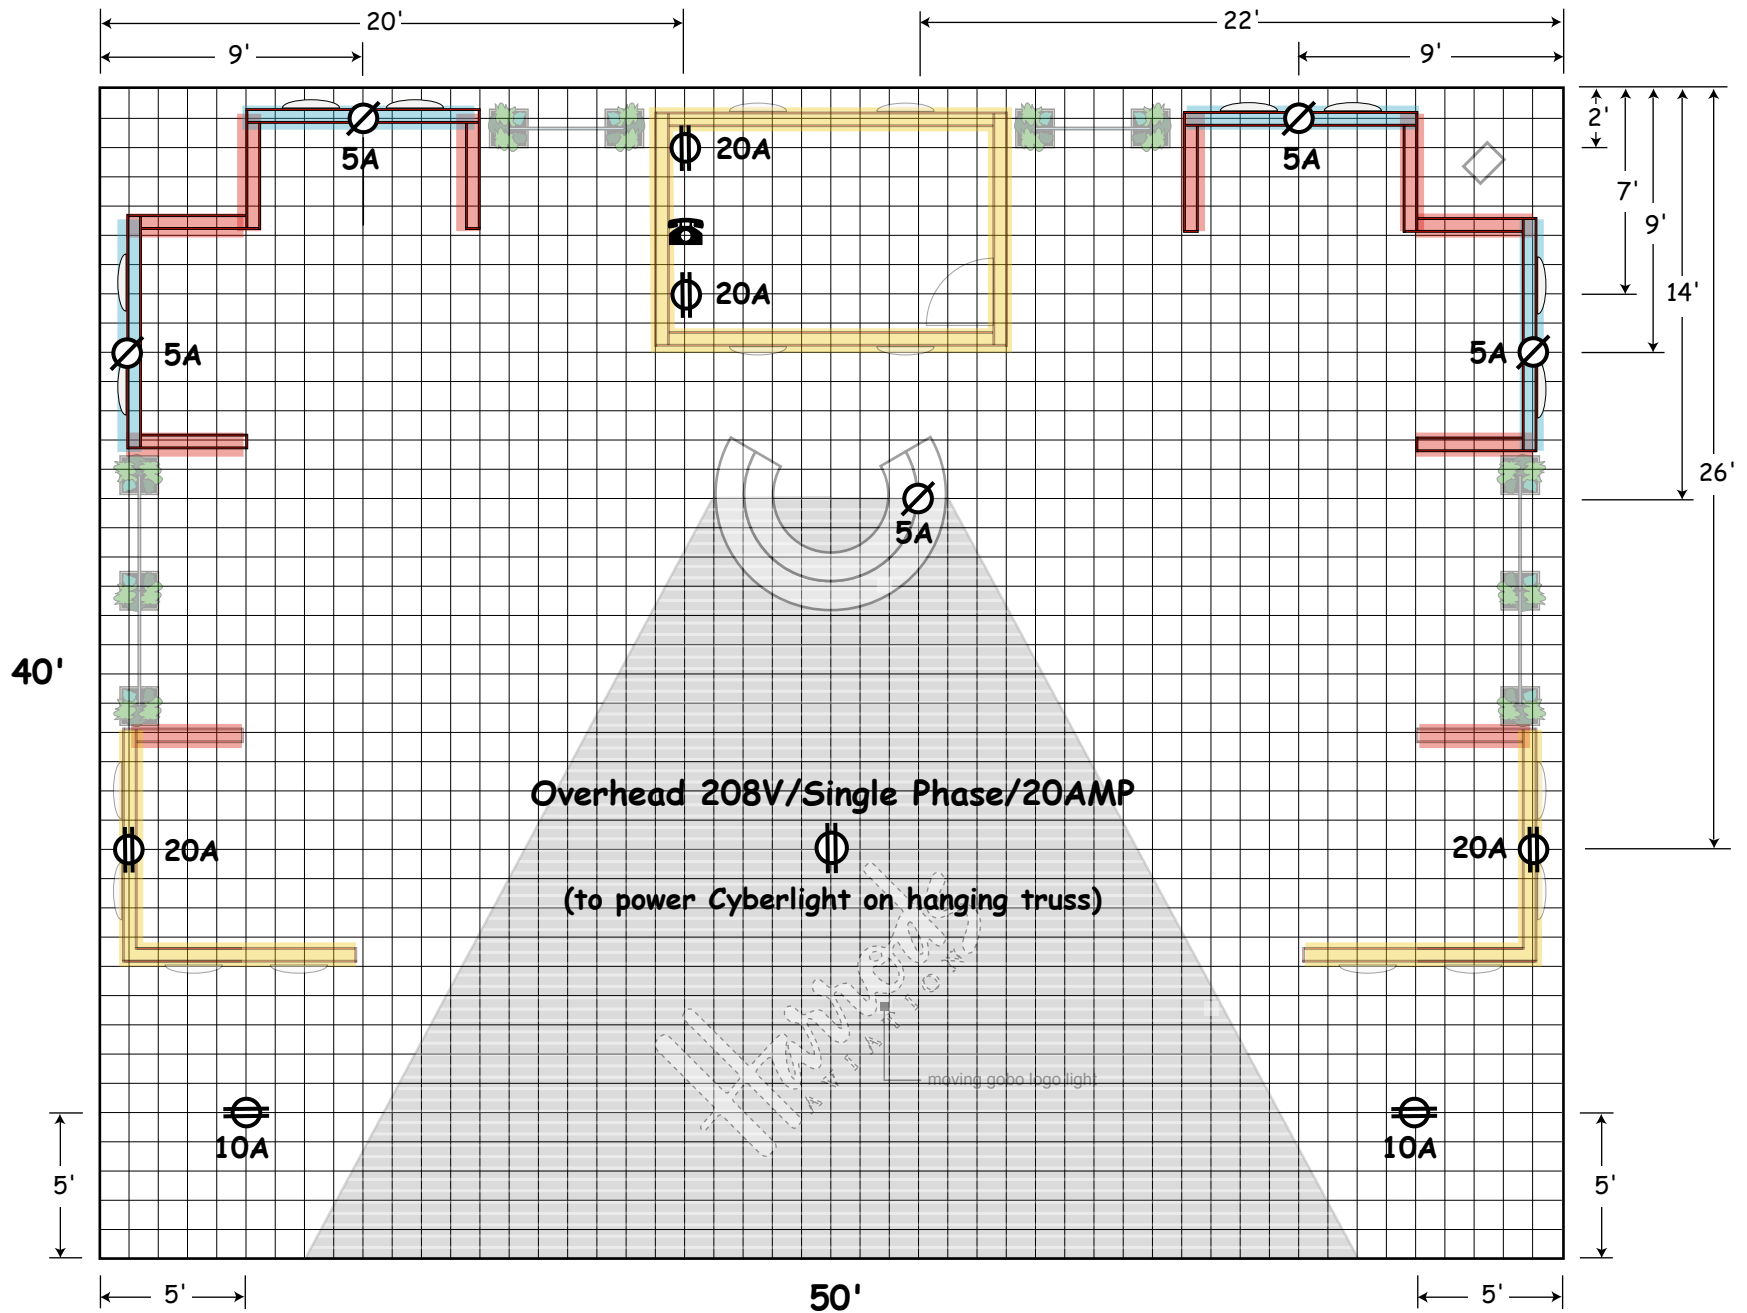 20'
22'
9'
9'
2'
5A
20A
5A
7'
9'
20A
14'
5A
5A
26'
5A
40'
Overhead 208V/Single Phase/20AMP
20A
20A
(to power Cyberlight on hanging truss)
Harlequin
AVIATION
moving gobo logo light
10A
10A
5'
5'
5'
50'
5'